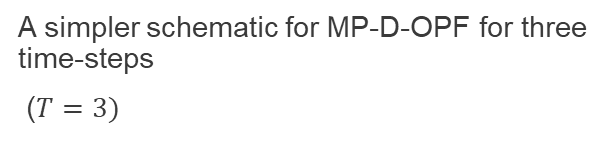 A simpler schematic for MP-D-OPF for three
time-steps
(T = 3)